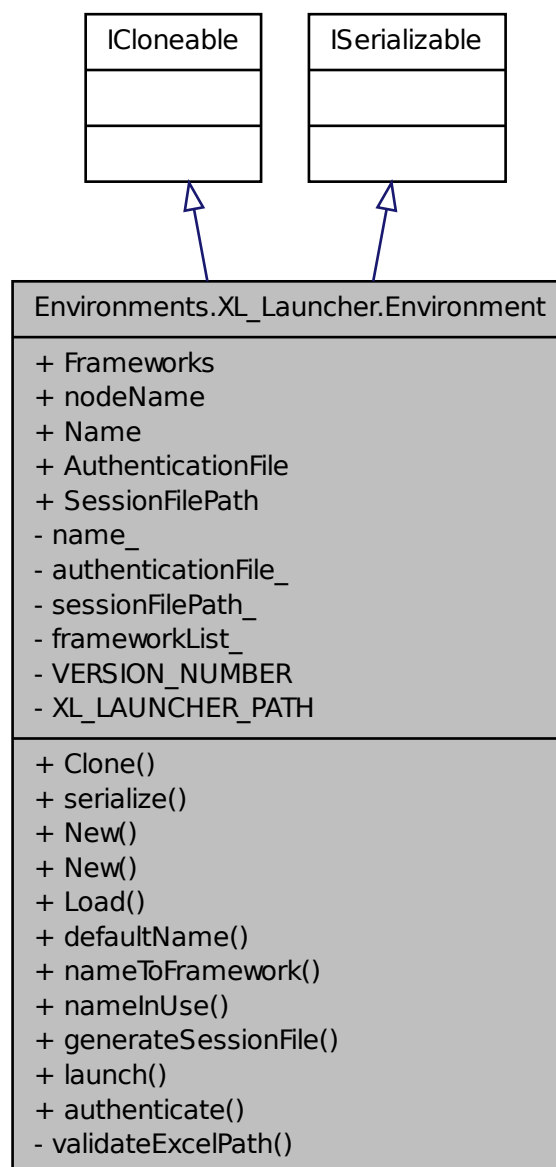 ICloneable
ISerializable
Environments.XL_Launcher.Environment
+ Frameworks
+ nodeName
+ Name
+ AuthenticationFile
+ SessionFilePath
- name_
- authenticationFile_
- sessionFilePath_
- frameworkList_
- VERSION_NUMBER
- XL_LAUNCHER_PATH
+ Clone()
+ serialize()
+ New()
+ New()
+ Load()
+ defaultName()
+ nameToFramework()
+ nameInUse()
+ generateSessionFile()
+ launch()
+ authenticate()
- validateExcelPath()